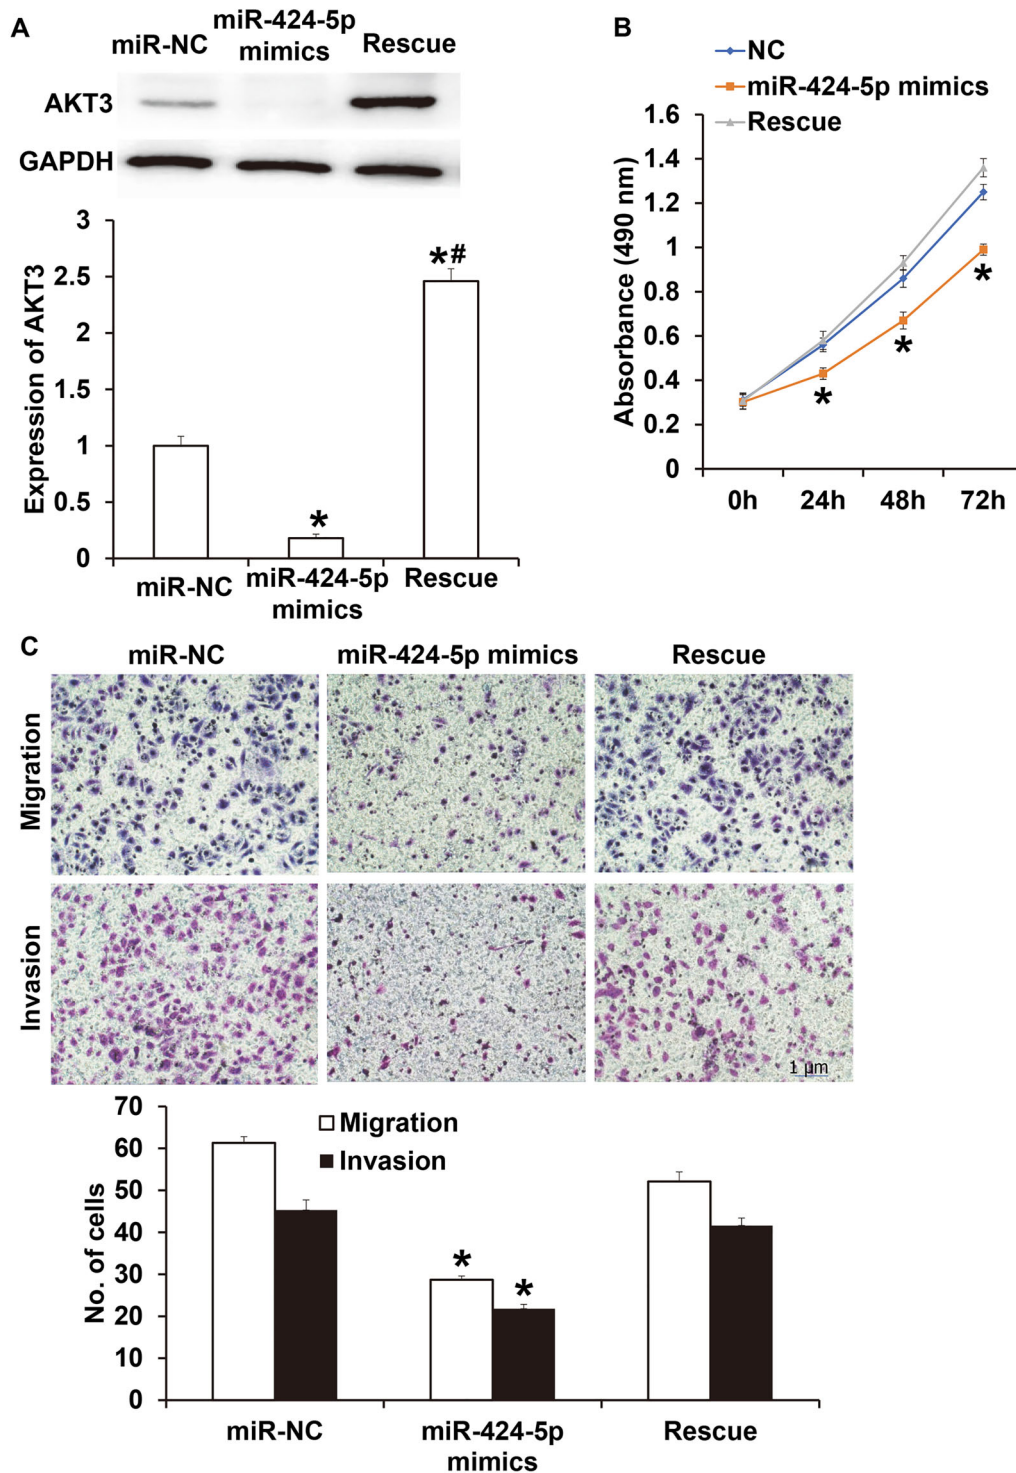 A
miR-NC
miR-424-5p
mimics
Rescue
AKT3
GAPDH
Expression of AKT3
3
2.5
2
1.5
1
0.5
0
*
*#
miR-NC
miR-424-5p
mimics
Rescue
B
NC
miR-424-5p mimics
Rescue
Absorbance (490 nm)
1.6
1.4
1.2
1
0.8
0.6
0.4
0.2
0
*
*
*
0h 24h 48h 72h
C
miR-NC
miR-424-5p mimics
Rescue
Migration
Invasion
1 µm
No. of cells
70
60
50
40
30
20
10
0
Migration
Invasion
*
*
miR-NC
miR-424-5p
mimics
Rescue